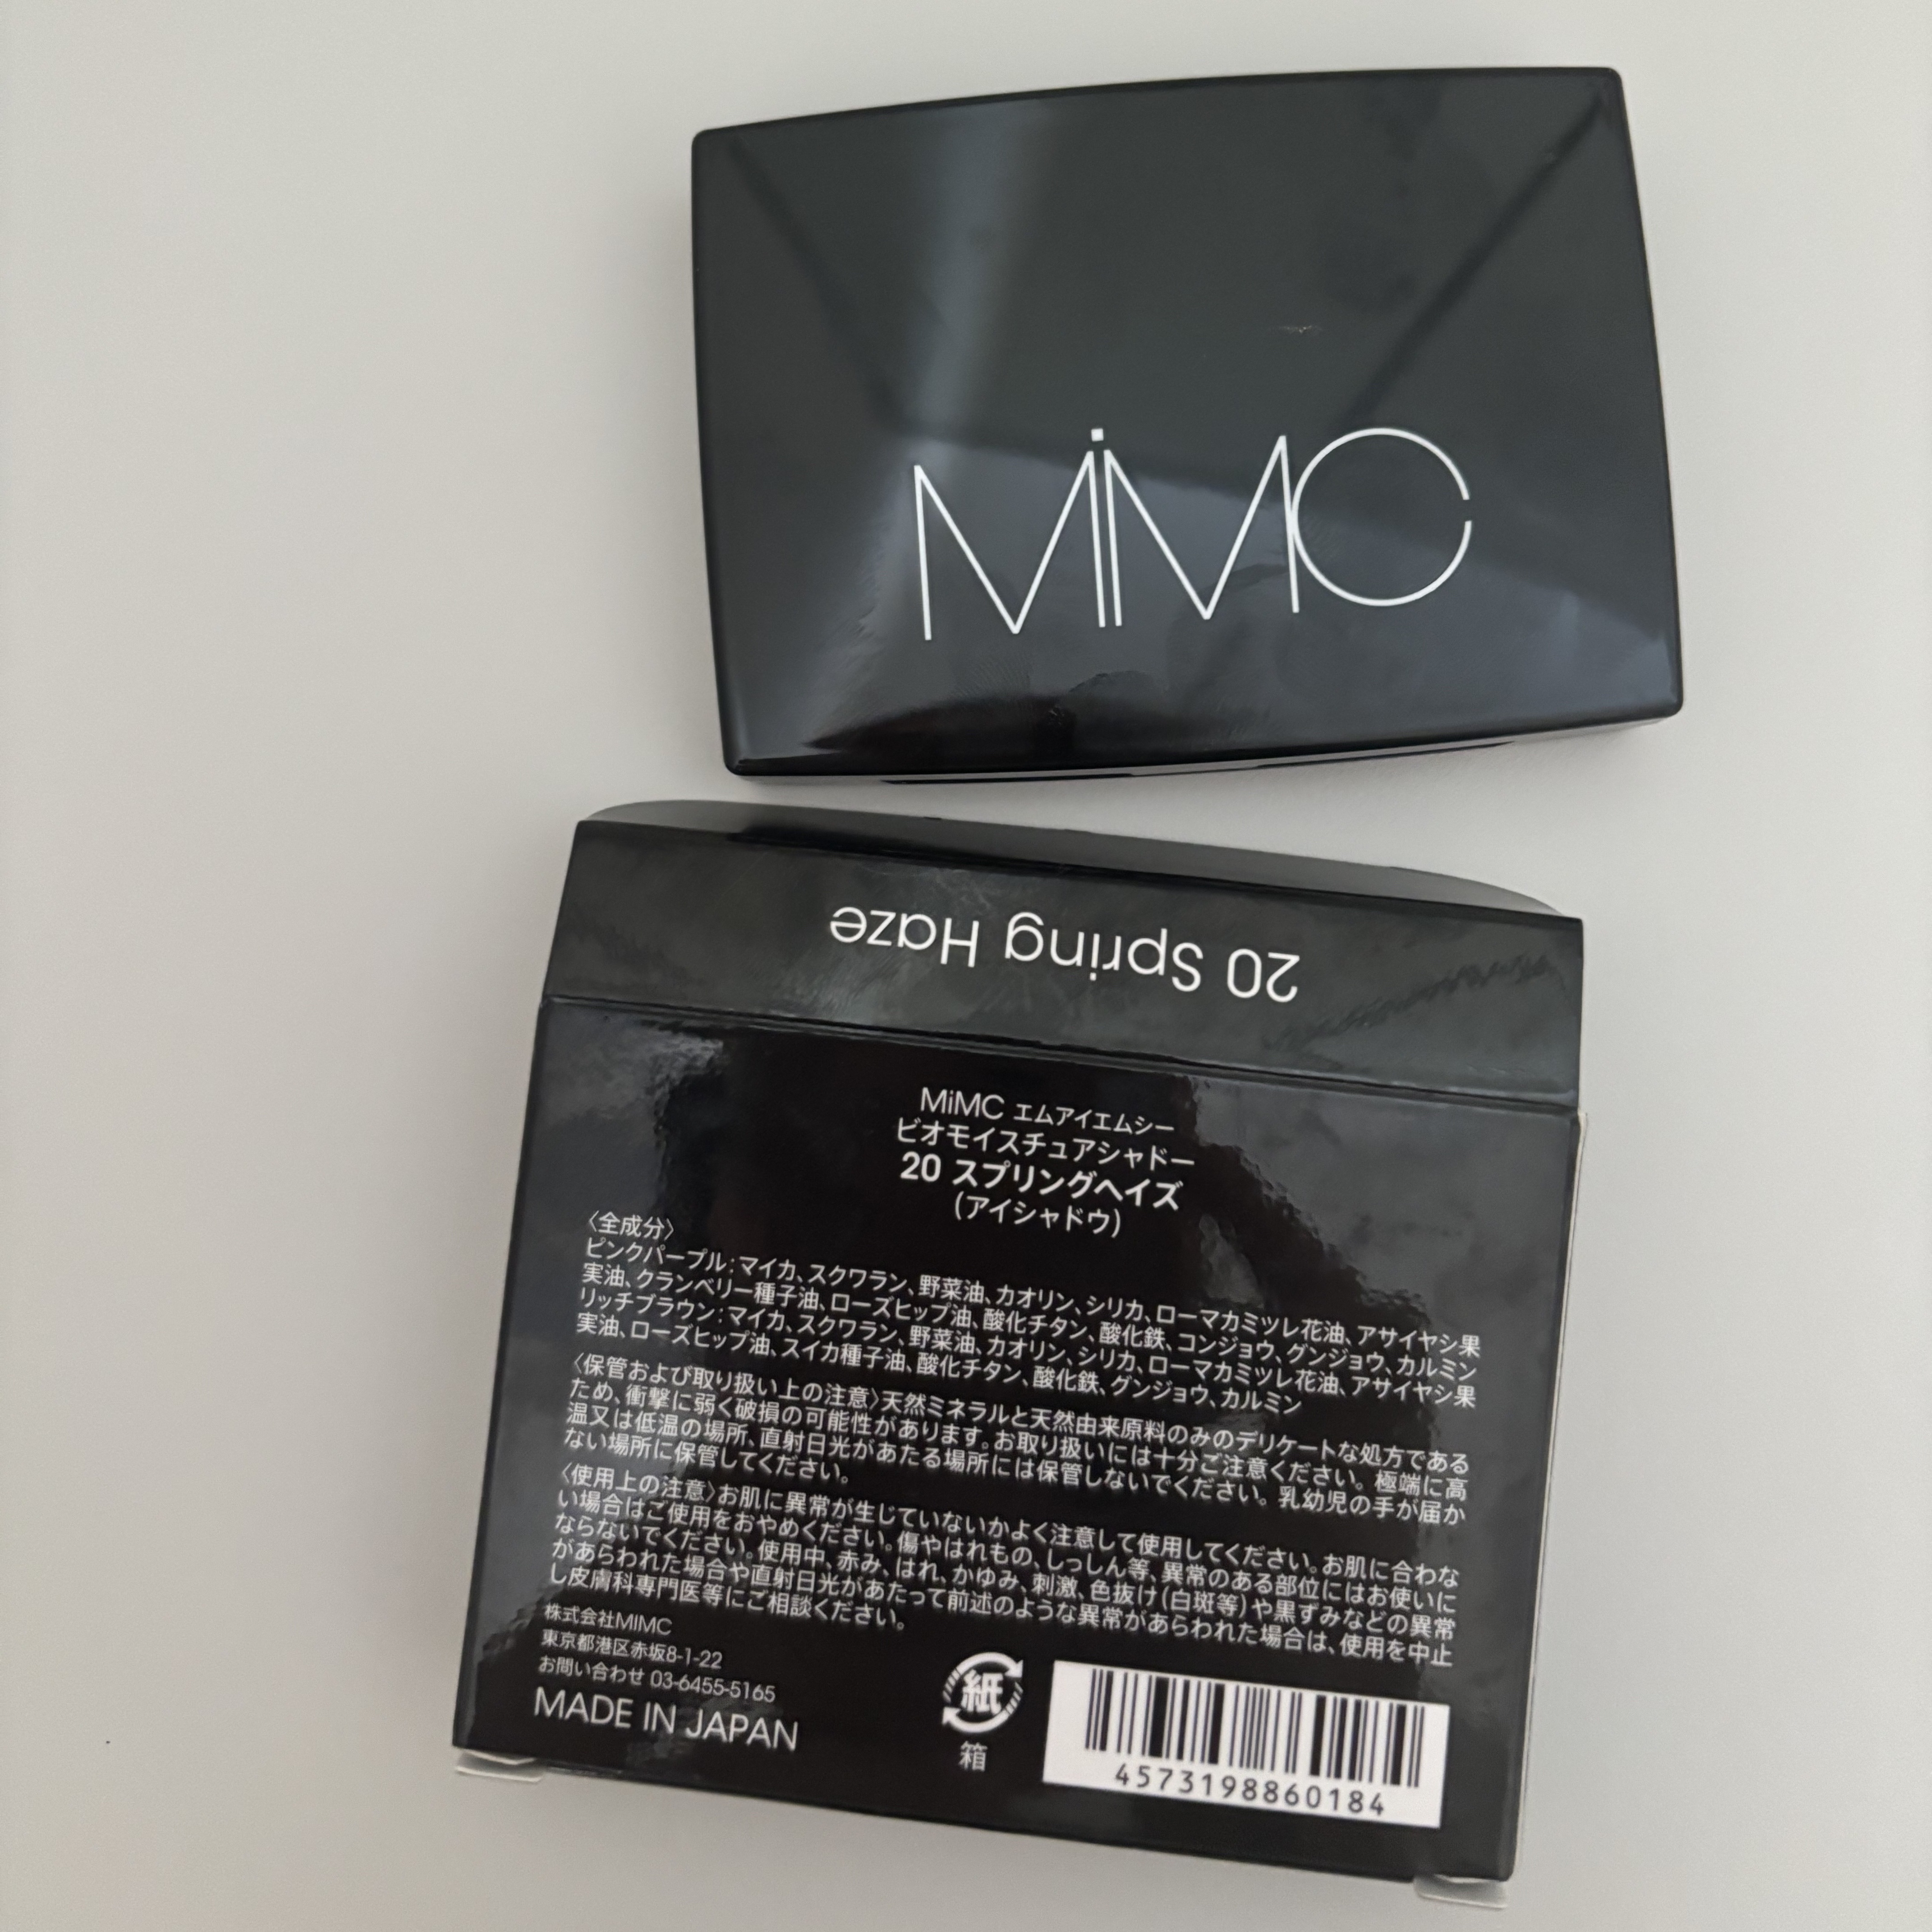 MiMC
20 Spring Haze
MiMC エムアイエムシー
ビオモイスチュアシャドー
20 スプリングヘイズ
(アイシャドウ)
〈全成分〉
ピンクパープル:マイカ、スクワラン、野菜油、カオリン、シリカ、ローマカミツレ花油、アサイヤシ果
実油、クランベリー種子油、ローズヒップ油、酸化チタン、酸化鉄、コンジョウ、グンジョウ、カルミン
リッチブラウン:マイカ、スクワラン、野菜油、カオリン、シリカ、ローマカミツレ花油、アサイヤシ果
実油、ローズヒップ油、スイカ種子油、酸化チタン、酸化鉄、グンジョウ、カルミン
〈保管および取り扱い上の注意〉天然ミネラルと天然由来原料のみのデリケートな処方である
ため、衝撃に弱く破損の可能性があります。お取り扱いには十分ご注意ください。極端に高
温又は低温の場所、直射日光があたる場所には保管しないでください。乳幼児の手が届か
ない場所に保管してください。
〈使用上の注意〉お肌に異常が生じていないかよく注意して使用してください。お肌に合わな
い場合はご使用をおやめください。傷やはれもの、しっしん等、異常のある部位にはお使いに
ならないでください。使用中、赤み、はれ、かゆみ、刺激、色抜け(白斑等)や黒ずみなどの異常
があらわれた場合や直射日光があたって前述のような異常があらわれた場合は、使用を中止
し皮膚科専門医等にご相談ください。
株式会社MIMC
東京都港区赤坂8-1-22
お問い合わせ 03-6455-5165
MADE IN JAPAN
紙
箱
4573198860184